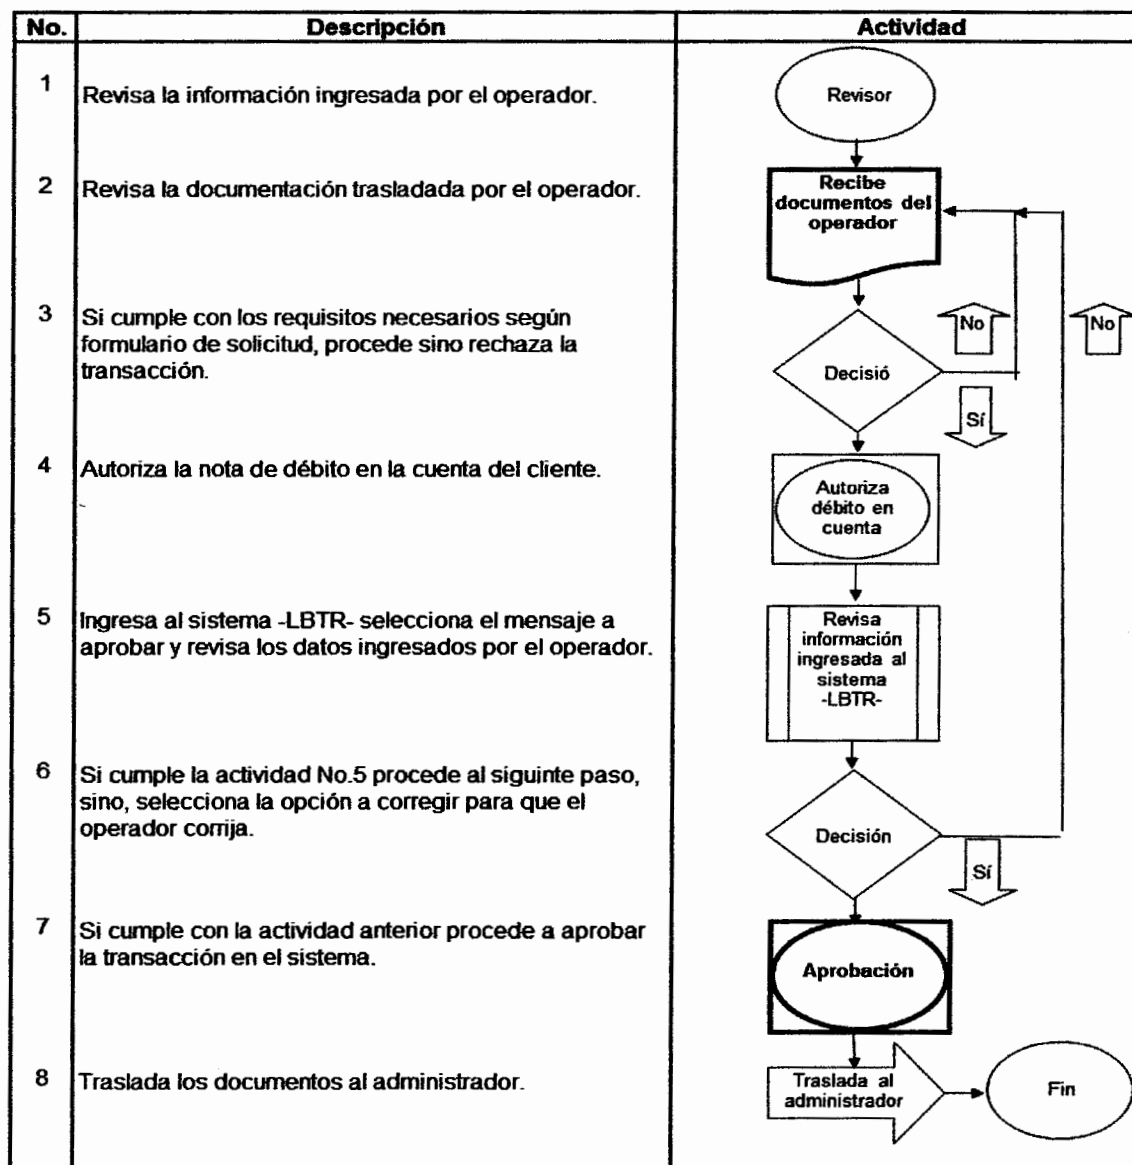 No. Descripción Actividad
1 Revisa la información ingresada por el operador.
Revisor
2 Revisa la documentación trasladada por el operador.
Recibe
documentos del
operador
3 Si cumple con los requisitos necesarios según
formulario de solicitud, procede sino rechaza la
transacción.
No
No
Decisió
Sí
4 Autoriza la nota de débito en la cuenta del cliente.
Autoriza
débito en
cuenta
5 Ingresa al sistema -LBTR- selecciona el mensaje a
aprobar y revisa los datos ingresados por el operador.
Revisa
información
ingresada al
sistema
-LBTR-
6 Si cumple la actividad No.5 procede al siguinte paso,
sino, selecciona la opción a corregir para que el
operador corrija.
Decisión
Sí
7 Si cumple con la actividad anterior procede a aprobar
la transacción en el sistema.
Aprobación
8 Traslada los documentos al administrador.
Traslada al
administrador
Fin